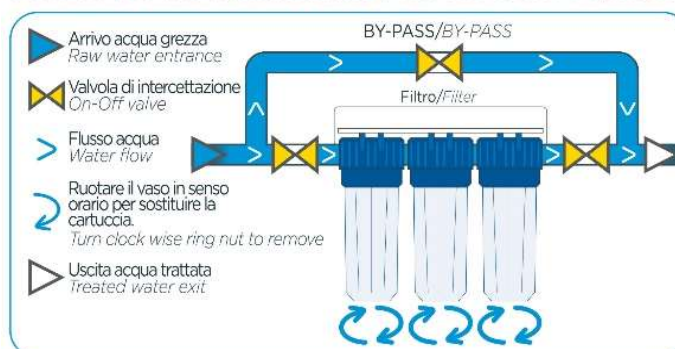 Arrivo acqua grezza
Raw water entrance
Valvola di intercettazione
On-Off valve
Flusso acqua
Water flow
Ruotare il vaso in senso
orario per sostituire la
cartuccia.
Turn clock wise ring nut to remove
Uscita acqua trattata
Treated water exit
BY-PASS/BY-PASS
Filtro/Filter